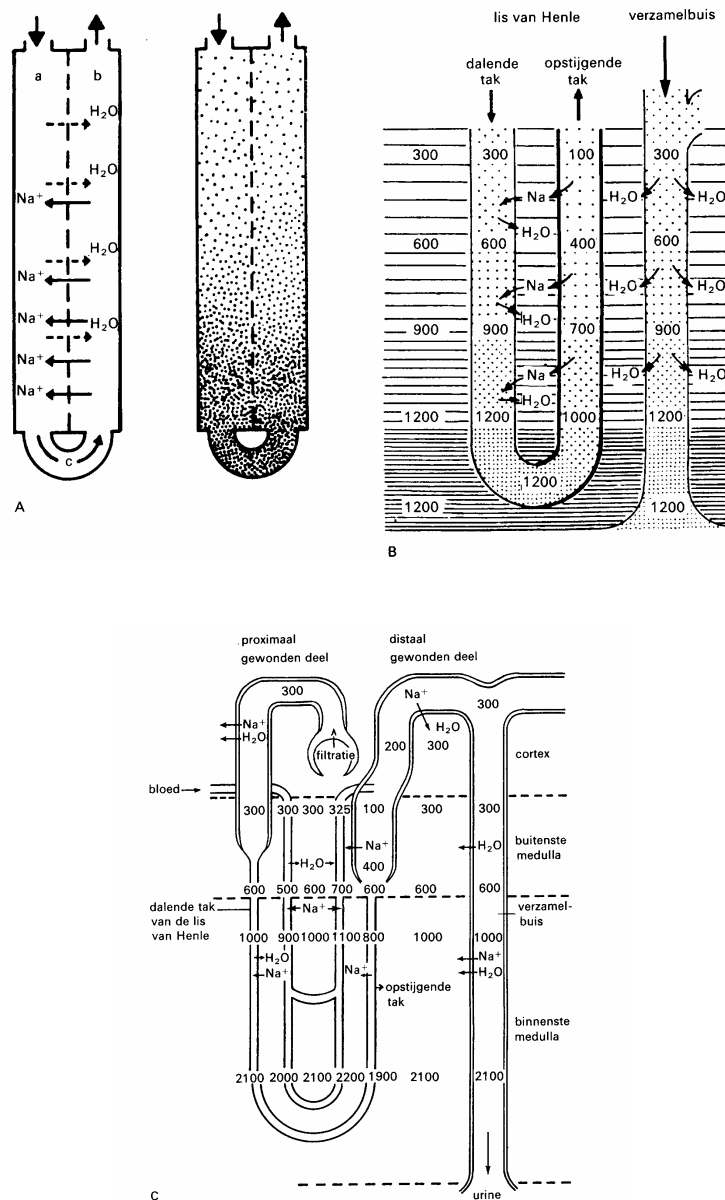 a b
H₂O
H₂O
Na⁺
H₂O
Na⁺
Na⁺ H₂O
Na⁺
Na⁺
c
A
lis van Henle verzamelbuis
dalende tak opstijgende tak
300 300 100 300
Na H₂O H₂O
H₂O
600 600 400 600
Na H₂O H₂O
H₂O
900 900 700 900
Na H₂O H₂O
H₂O
1200 1200 1000 1200
1200
1200 1200
B
proximaal distaal
gewonden deel gewonden deel
300 Na⁺ 300
Na⁺ H₂O
H₂O filtratie 200 300 cortex
bloed
300 300 300 325 100 300 300
Na⁺ H₂O buitenste
H₂O 400 medulla
600 500 600 700 600 600 600
dalende tak Na⁺ verzamel-
van de lis buis
van Henle 1000 900 1000 1100 800 1000 1000
H₂O Na⁺
Na⁺ Na⁺ H₂O
opstijgende
tak
binnenste
medulla
2100 2000 2100 2200 1900 2100 2100
C urine